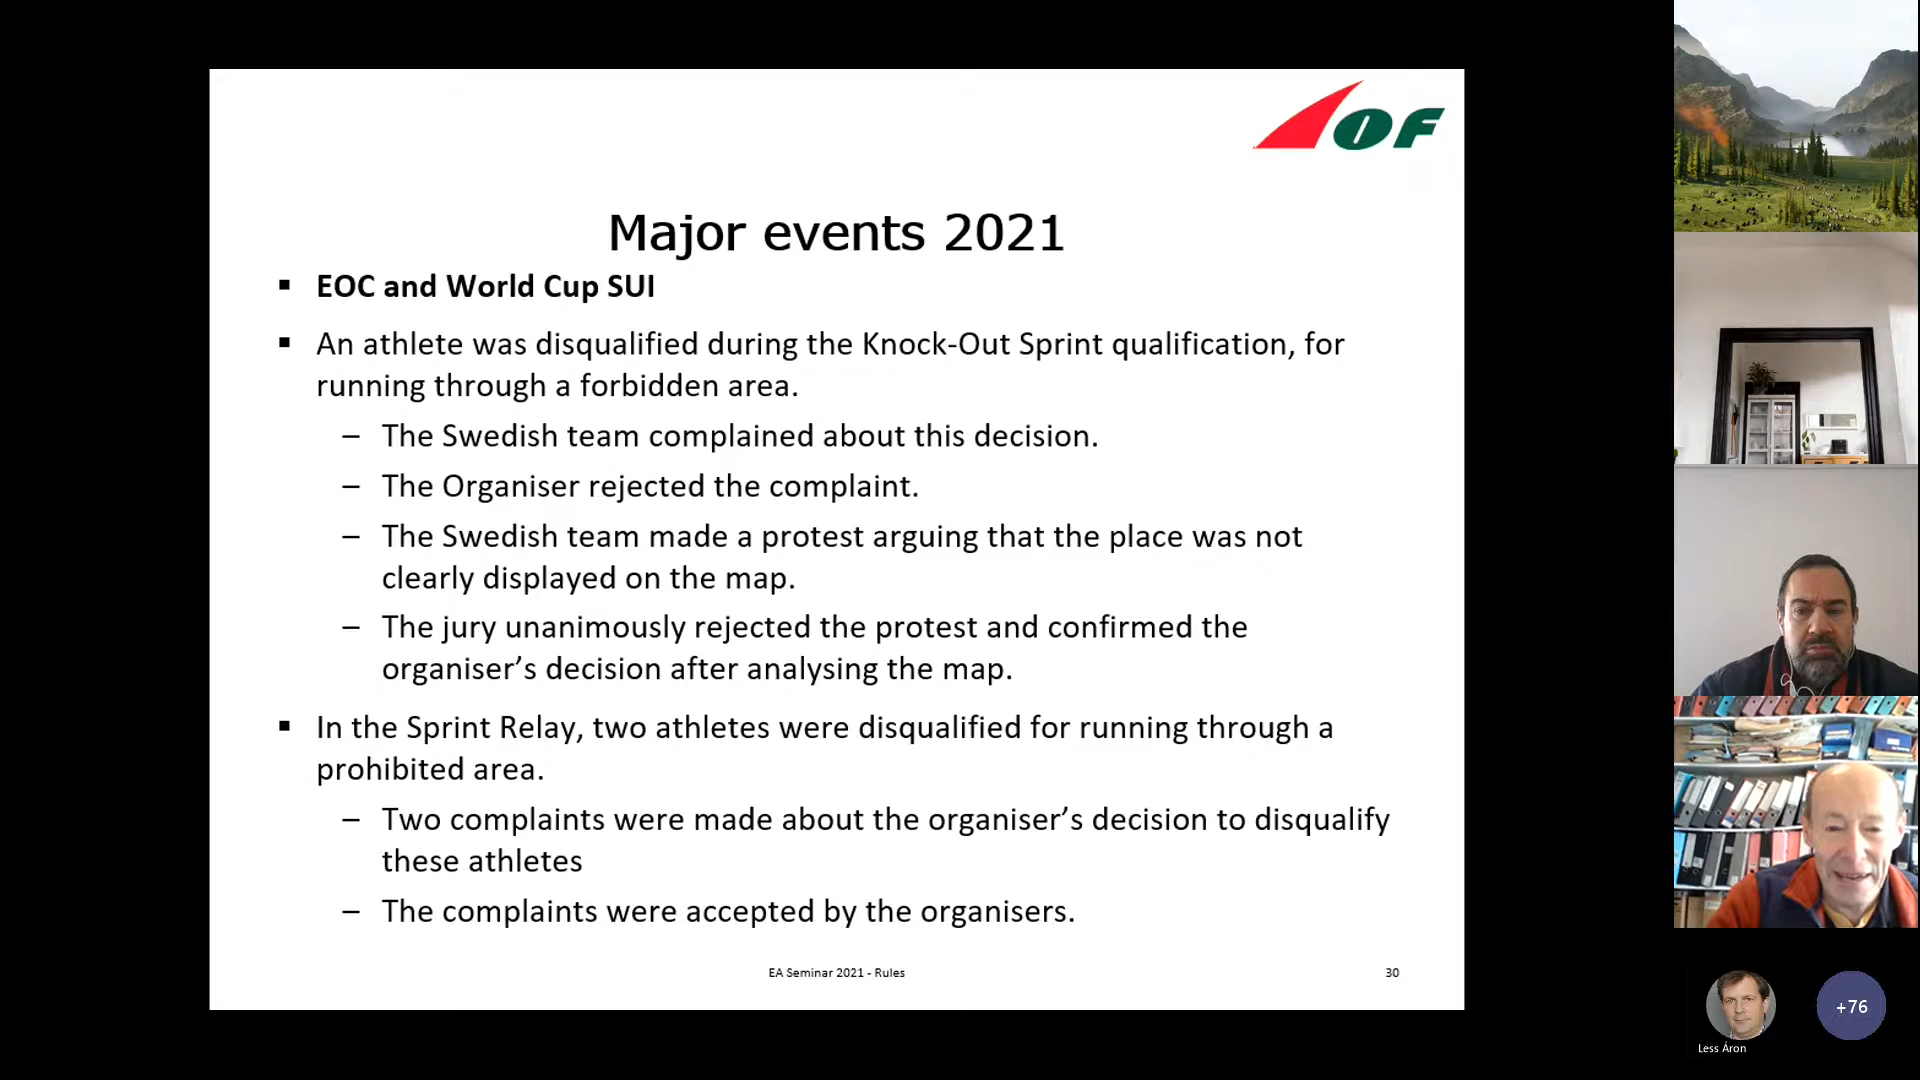 IOF
Major events 2021
▪ EOC and World Cup SUI
▪ An athlete was disqualified during the Knock-Out Sprint qualification, for
running through a forbidden area.
– The Swedish team complained about this decision.
– The Organiser rejected the complaint.
– The Swedish team made a protest arguing that the place was not
clearly displayed on the map.
– The jury unanimously rejected the protest and confirmed the
organiser’s decision after analysing the map.
▪ In the Sprint Relay, two athletes were disqualified for running through a
prohibited area.
– Two complaints were made about the organiser’s decision to disqualify
these athletes
– The complaints were accepted by the organisers.
EA Seminar 2021 - Rules
30
+76
Less Áron